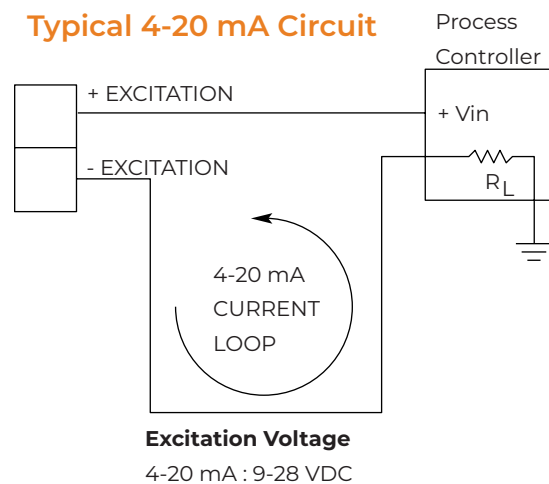 Typical 4-20 mA Circuit
Process
Controller
+ EXCITATION
+ Vin
- EXCITATION
RL
4-20 mA
CURRENT
LOOP
Excitation Voltage
4-20 mA : 9-28 VDC